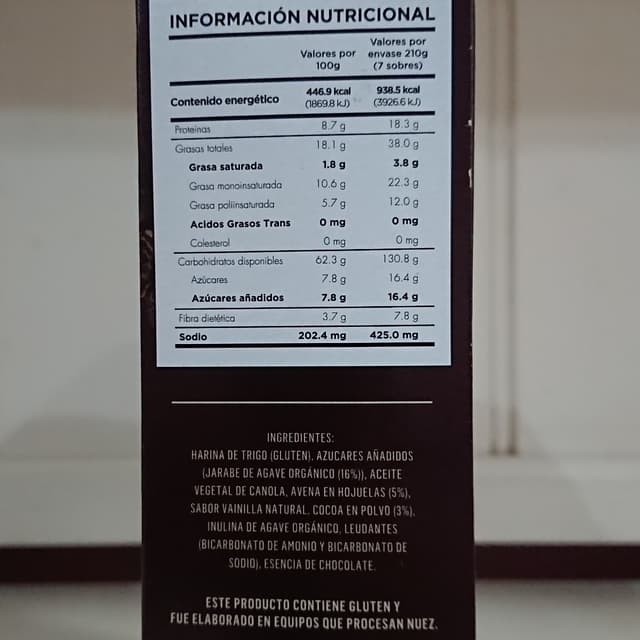 INFORMACIÓN NUTRICIONAL
Valores por 100g Valores por envase 210g (7 sobres)
Contenido energético 446.9 kcal (1869.8 kJ) 938.5 kcal (3926.6 kJ)
Proteínas 8.7 g 18.3 g
Grasas totales 18.1 g 38.0 g
Grasa saturada 1.8 g 3.8 g
Grasa monoinsaturada 10.6 g 22.3 g
Grasa poliinsaturada 5.7 g 12.0 g
Acidos Grasos Trans 0 mg 0 mg
Colesterol 0 mg 0 mg
Carbohidratos disponibles 62.3 g 130.8 g
Azúcares 7.8 g 16.4 g
Azúcares añadidos 7.8 g 16.4 g
Fibra dietética 3.7 g 7.8 g
Sodio 202.4 mg 425.0 mg
INGREDIENTES:
HARINA DE TRIGO (GLUTEN), AZUCARES AÑADIDOS
(JARABE DE AGAVE ORGÁNICO (16%)), ACEITE
VEGETAL DE CANOLA, AVENA EN HOJUELAS (5%),
SABOR VAINILLA NATURAL, COCOA EN POLVO (3%),
INULINA DE AGAVE ORGÁNICO, LEUDANTES
(BICARBONATO DE AMONIO Y BICARBONATO DE
SODIO), ESENCIA DE CHOCOLATE.
ESTE PRODUCTO CONTIENE GLUTEN Y
FUE ELABORADO EN EQUIPOS QUE PROCESAN NUEZ.